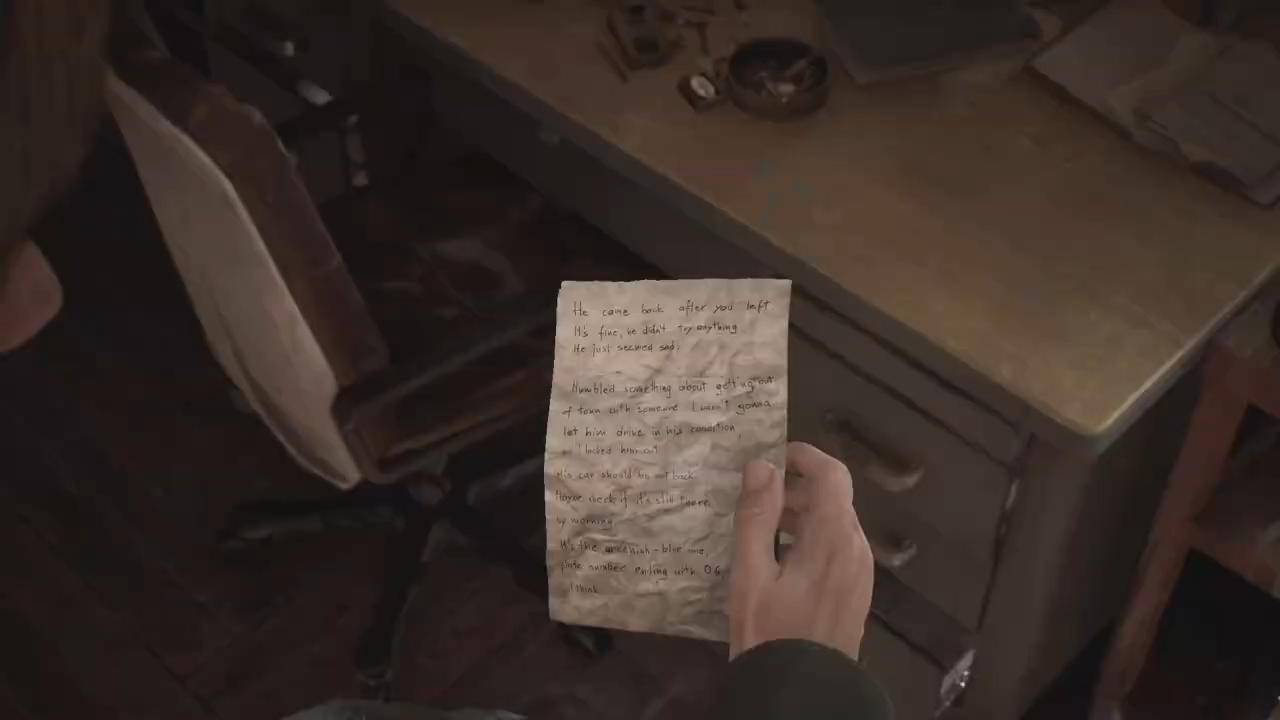 He came back after you left
It's fine, he didn't try anything
He just seemed sad.
Mumbled something about getting out
of town with someone I wasn't gonna
let him drive in his condition,
so I locked him out
His car should be out back.
Maybe check if it's still there
by morning
It's the greenish-blue one,
plate number ending with 06
I think